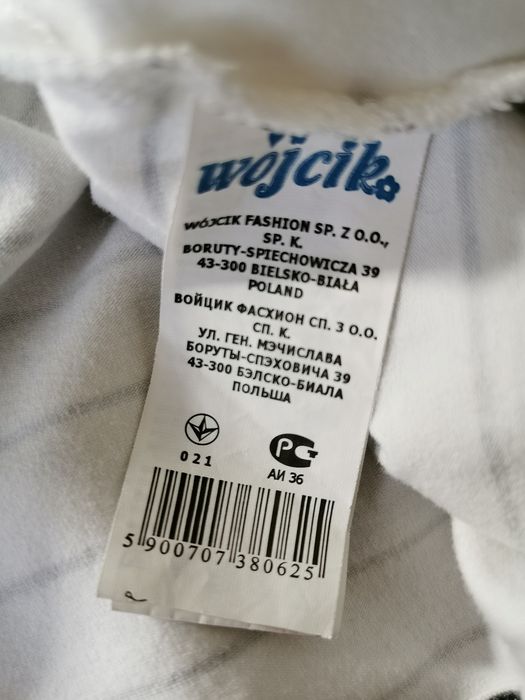 wójcik
WÓJCIK FASHION SP. Z O.O.,
SP. K.
BORUTY-SPIECHOWICZA 39
43-300 BIELSKO-BIAŁA
POLAND
ВОЙЦИК ФАСХИОН СП. З О.О.
СП. К.
УЛ. ГЕН. МЭЧИСЛАВА
БОРУТЫ-СПЭХОВИЧА 39
43-300 БЭЛСКО-БИАЛА
ПОЛЬША
021
РСТ
АИ 36
5 900707 380625